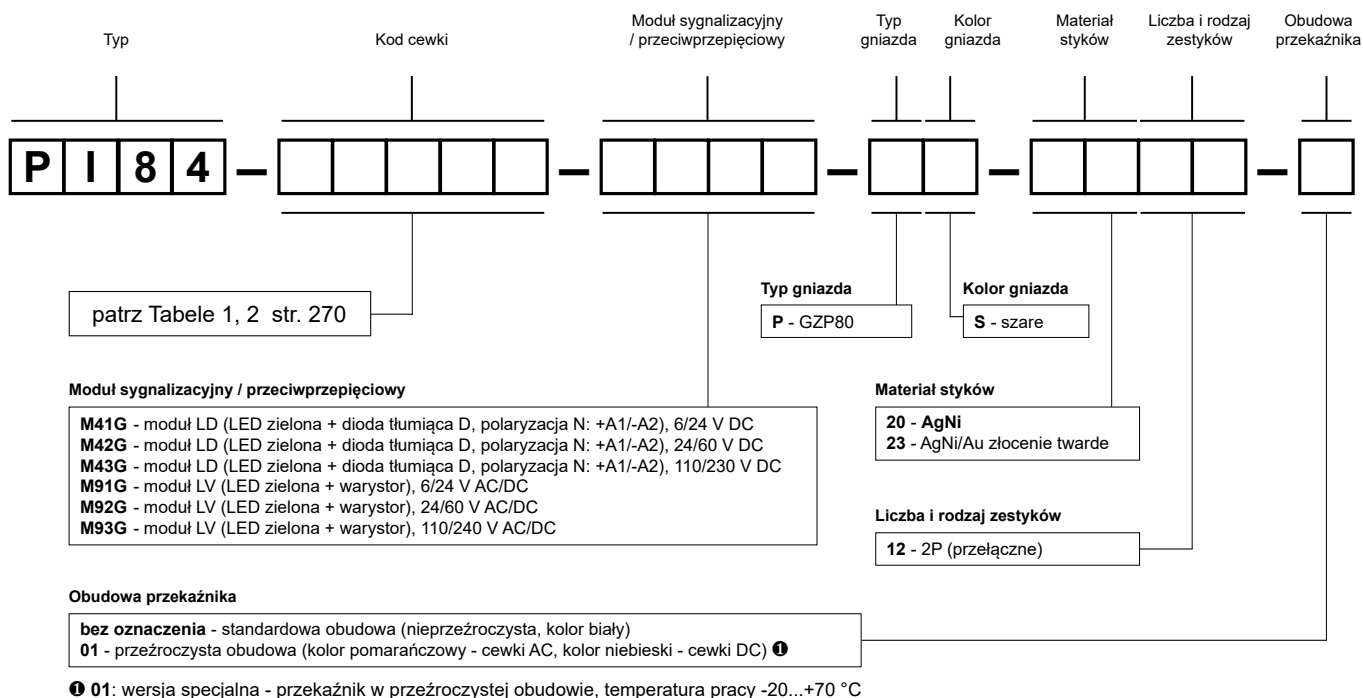 Typ
Kod cewki
Moduł sygnalizacyjny
/ przeciwprzepięciowy
Typ
gniazda
Kolor
gniazda
Materiał
styków
Liczba i rodzaj
zestyków
Obudowa
przekaźnika
P I 8 4 – – – – –
patrz Tabele 1, 2 str. 270
Typ gniazda
P - GZP80
Kolor gniazda
S - szare
Moduł sygnalizacyjny / przeciwprzepięciowy
M41G - moduł LD (LED zielona + dioda tłumiąca D, polaryzacja N: +A1/-A2), 6/24 V DC
M42G - moduł LD (LED zielona + dioda tłumiąca D, polaryzacja N: +A1/-A2), 24/60 V DC
M43G - moduł LD (LED zielona + dioda tłumiąca D, polaryzacja N: +A1/-A2), 110/230 V DC
M91G - moduł LV (LED zielona + warystor), 6/24 V AC/DC
M92G - moduł LV (LED zielona + warystor), 24/60 V AC/DC
M93G - moduł LV (LED zielona + warystor), 110/240 V AC/DC
Materiał styków
20 - AgNi
23 - AgNi/Au złocenie twarde
Liczba i rodzaj zestyków
12 - 2P (przełączne)
Obudowa przekaźnika
bez oznaczenia - standardowa obudowa (nieprzeźroczysta, kolor biały)
01 - przeźroczysta obudowa (kolor pomarańczowy - cewki AC, kolor niebieski - cewki DC) ❶
❶ 01: wersja specjalna - przekaźnik w przeźroczystej obudowie, temperatura pracy -20...+70 °C